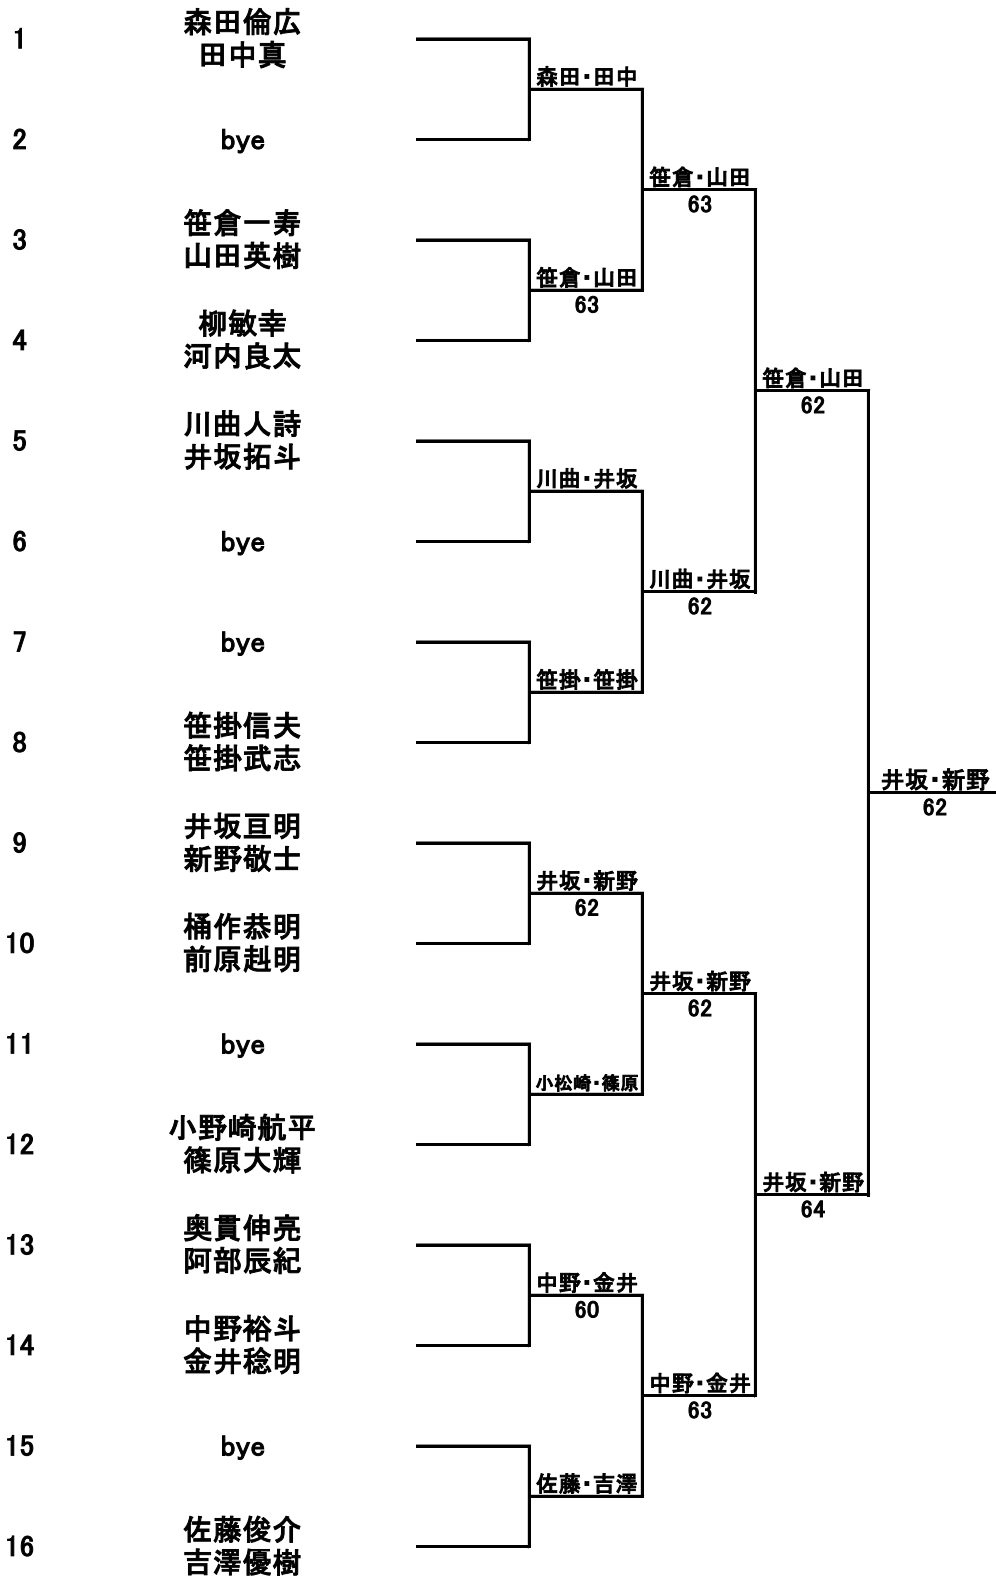 1
森田倫広
田中真
森田・田中
2
bye
笹倉・山田
63
3
笹倉一寿
山田英樹
笹倉・山田
63
4
柳敏幸
河内良太
笹倉・山田
62
5
川曲人詩
井坂拓斗
川曲・井坂
6
bye
川曲・井坂
62
7
bye
笹掛・笹掛
8
笹掛信夫
笹掛武志
井坂・新野
62
9
井坂亘明
新野敬士
井坂・新野
62
10
桶作恭明
前原赳明
井坂・新野
62
11
bye
小松崎・篠原
12
小野崎航平
篠原大輝
井坂・新野
64
13
奥貫伸亮
阿部辰紀
中野・金井
60
14
中野裕斗
金井稔明
中野・金井
63
15
bye
佐藤・吉澤
16
佐藤俊介
吉澤優樹